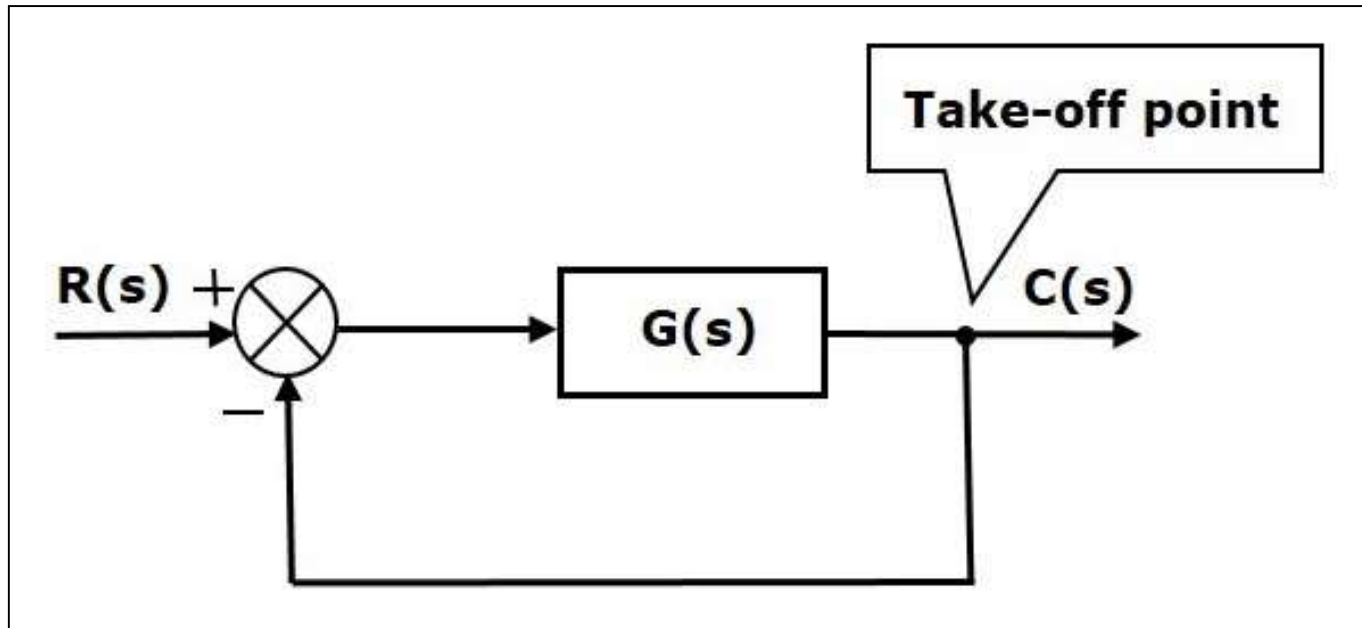 Take-off point
R(s) +
G(s)
C(s)
−